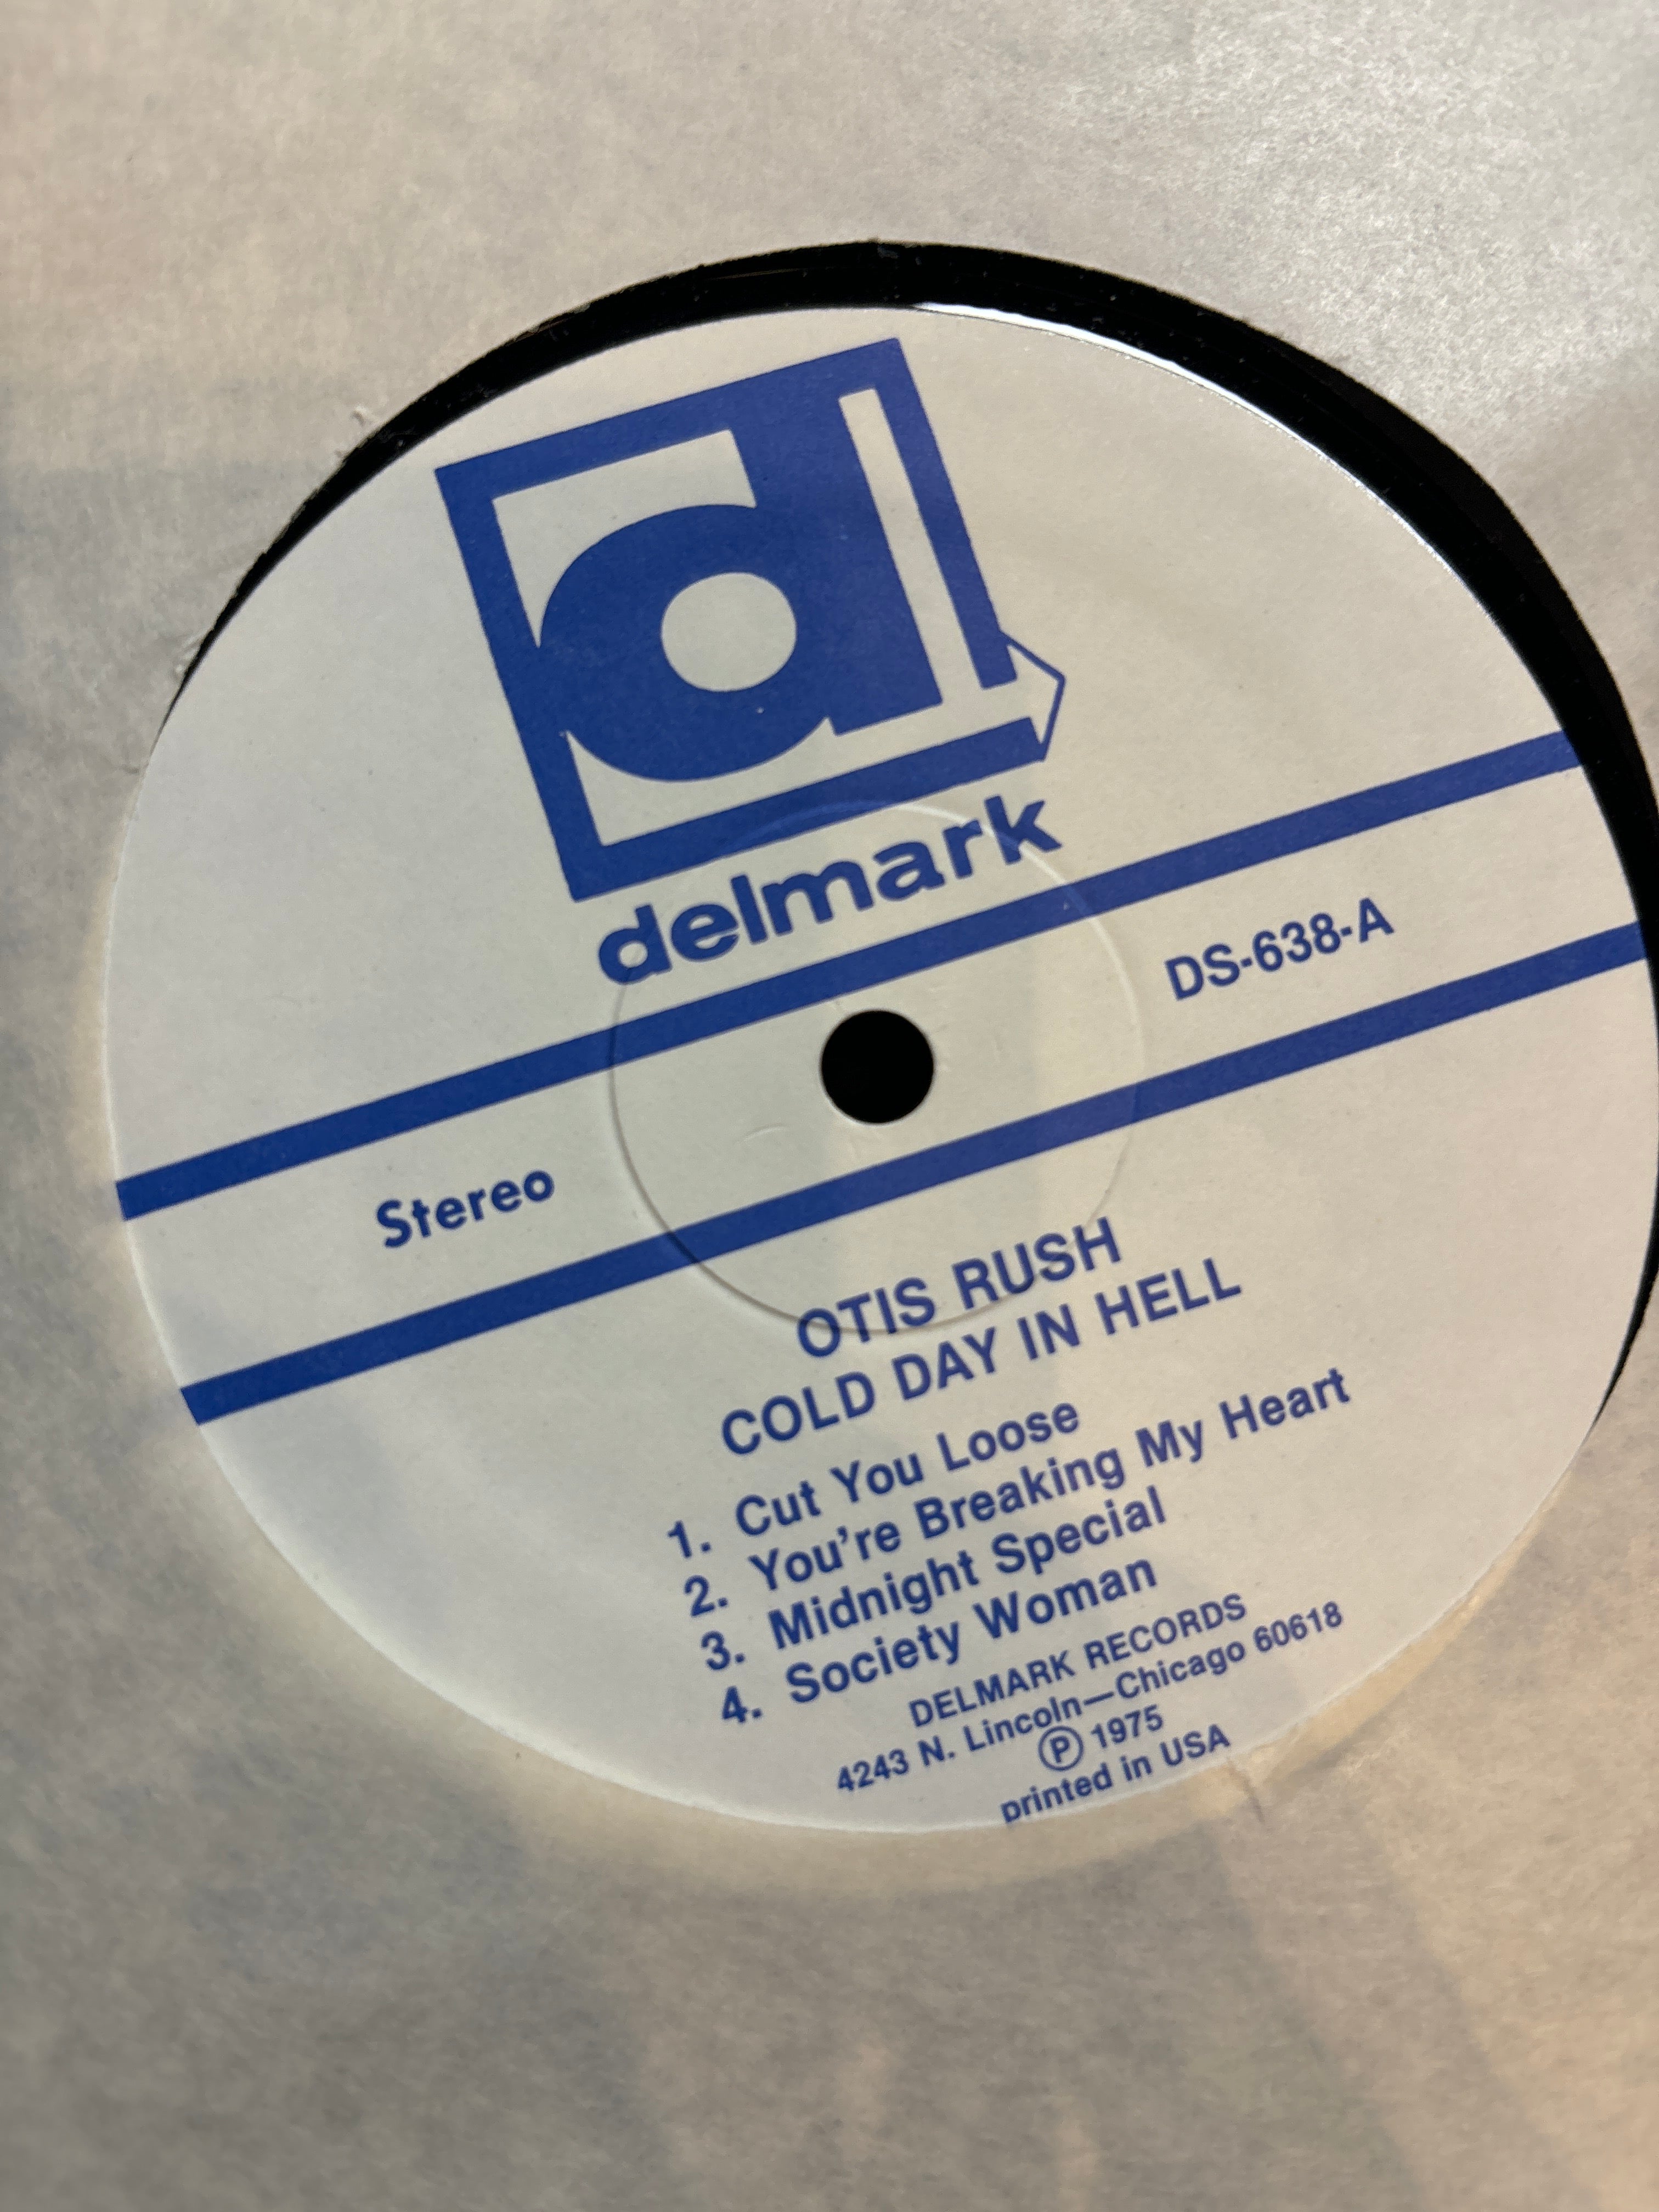 d
delmark
DS-638-A
Stereo
OTIS RUSH
COLD DAY IN HELL
1. Cut You Loose
2. You're Breaking My Heart
3. Midnight Special
4. Society Woman
DELMARK RECORDS
4243 N. Lincoln—Chicago 60618
Ⓟ 1975
printed in USA